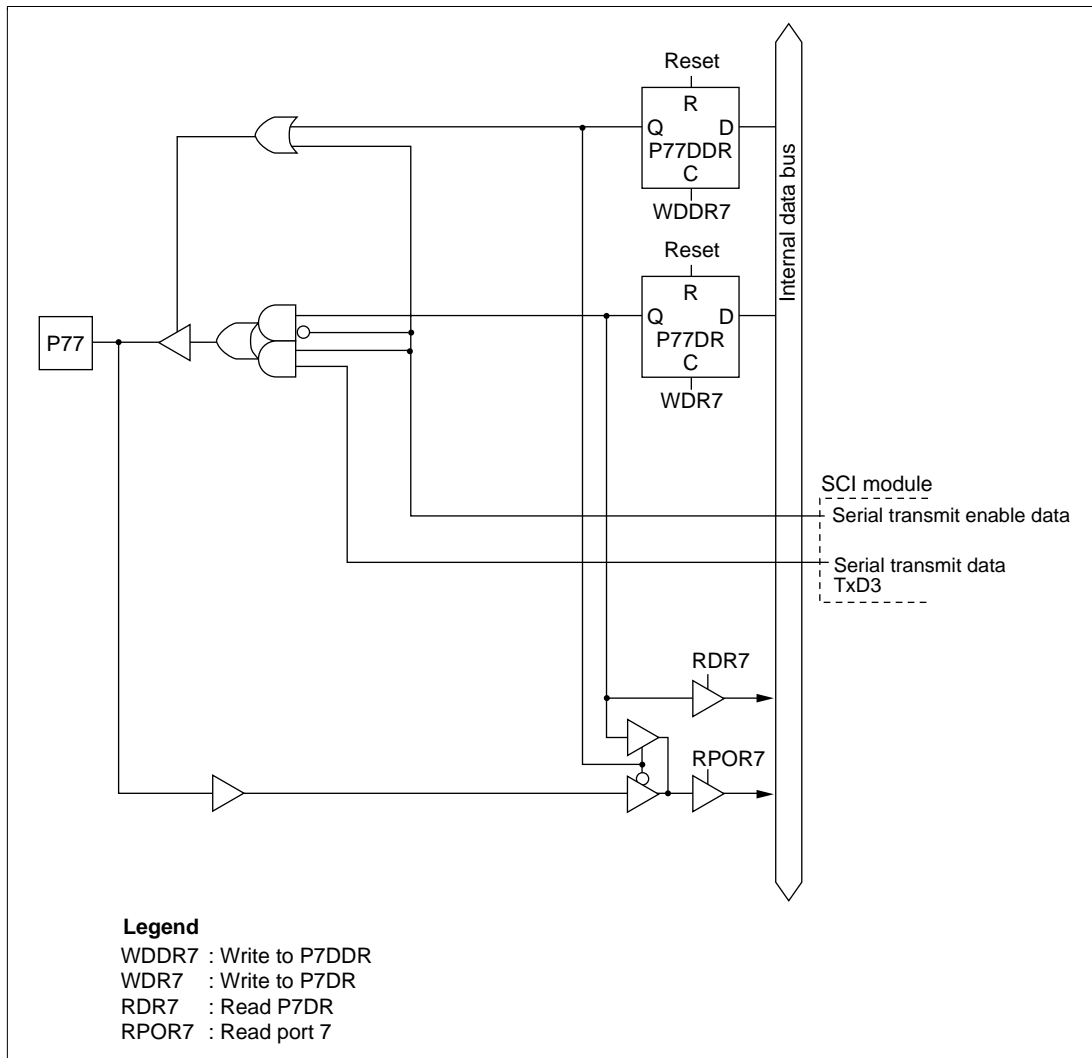 Reset
R
Q D
P77DDR
C
WDDR7
Internal data bus
Reset
R
Q D
P77DR
C
WDR7
P77
SCI module
Serial transmit enable data
Serial transmit data
TxD3
RDR7
RPOR7
Legend
WDDR7 : Write to P7DDR
WDR7 : Write to P7DR
RDR7 : Read P7DR
RPOR7 : Read port 7